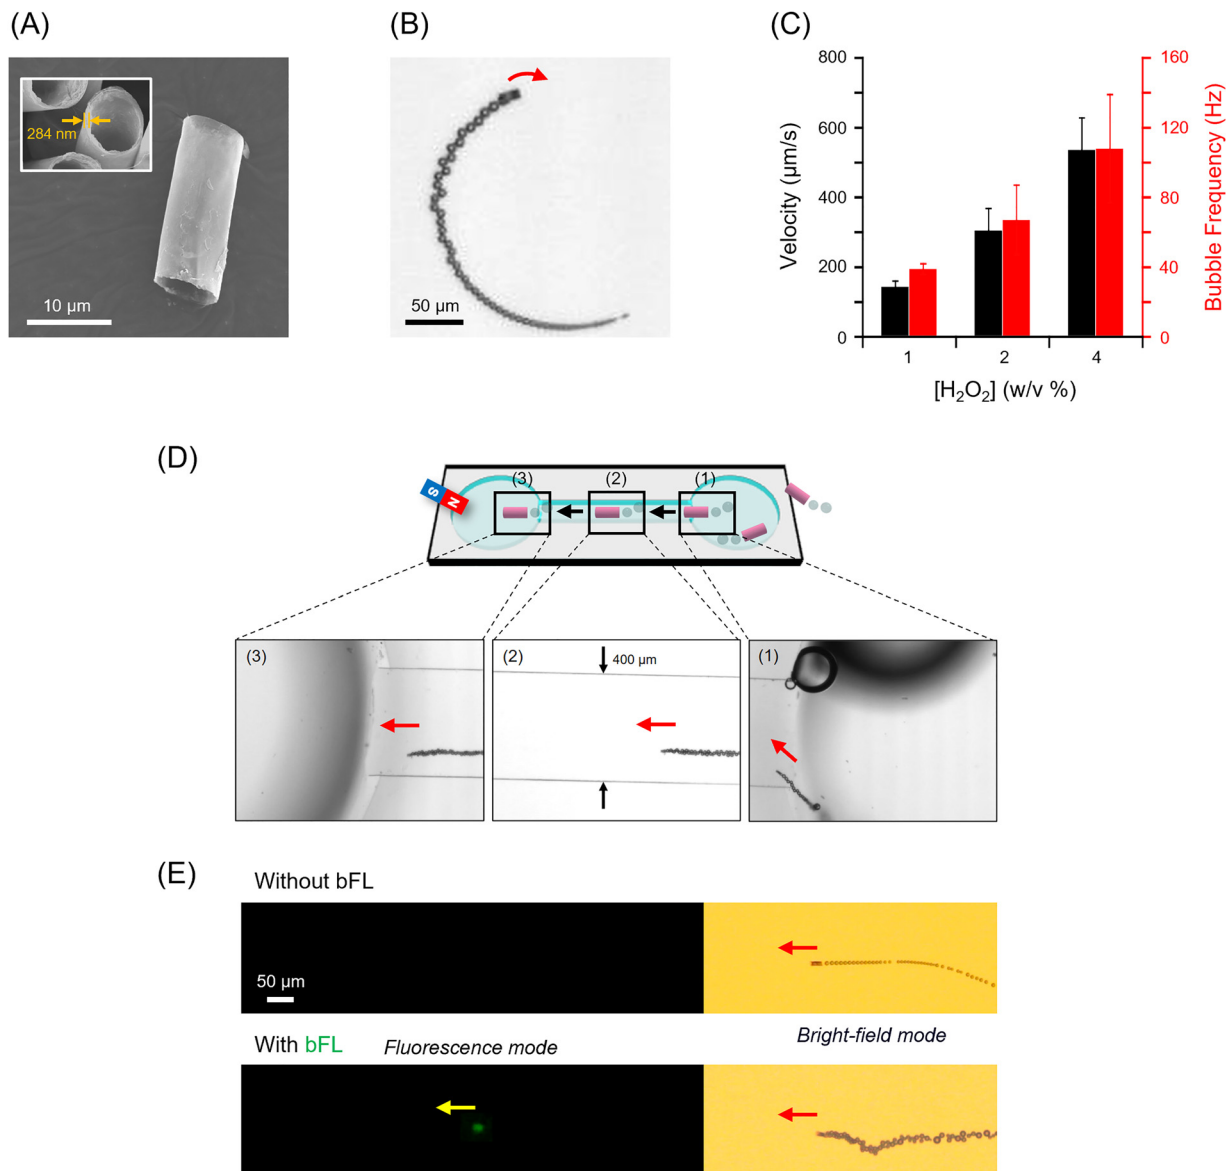 (A)
284 nm
10 μm
(B)
50 μm
(C)
800
600
400
200
0
Velocity (μm/s)
160
120
80
40
0
Bubble Frequency (Hz)
1
2
4
[H₂O₂] (w/v %)
(D)
S N
(3)
(2)
(1)
(3)
(2)
400 μm
(1)
(E)
Without bFL
50 μm
With bFL
Fluorescence mode
Bright-field mode